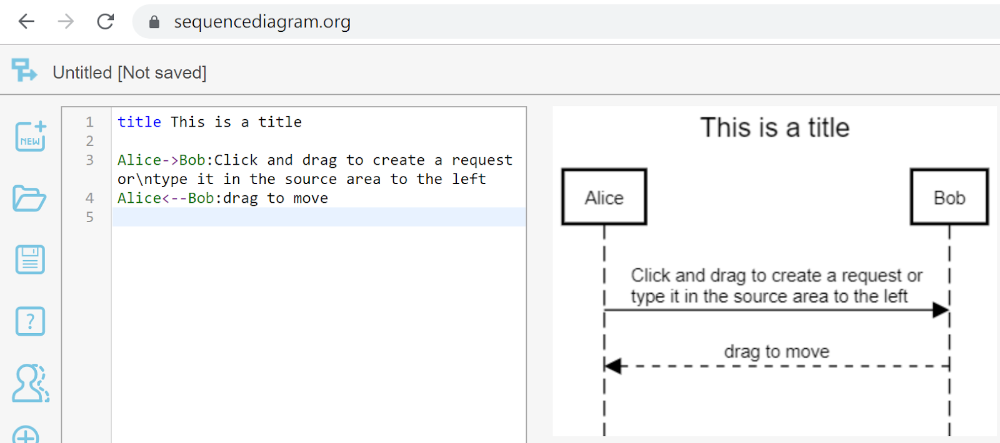 sequencediagram.org
Untitled [Not saved]
NEW
?
1 title This is a title
2
3 Alice->Bob:Click and drag to create a request
or\ntype it in the source area to the left
4 Alice<--Bob:drag to move
5
This is a title
Alice
Bob
Click and drag to create a request or
type it in the source area to the left
drag to move